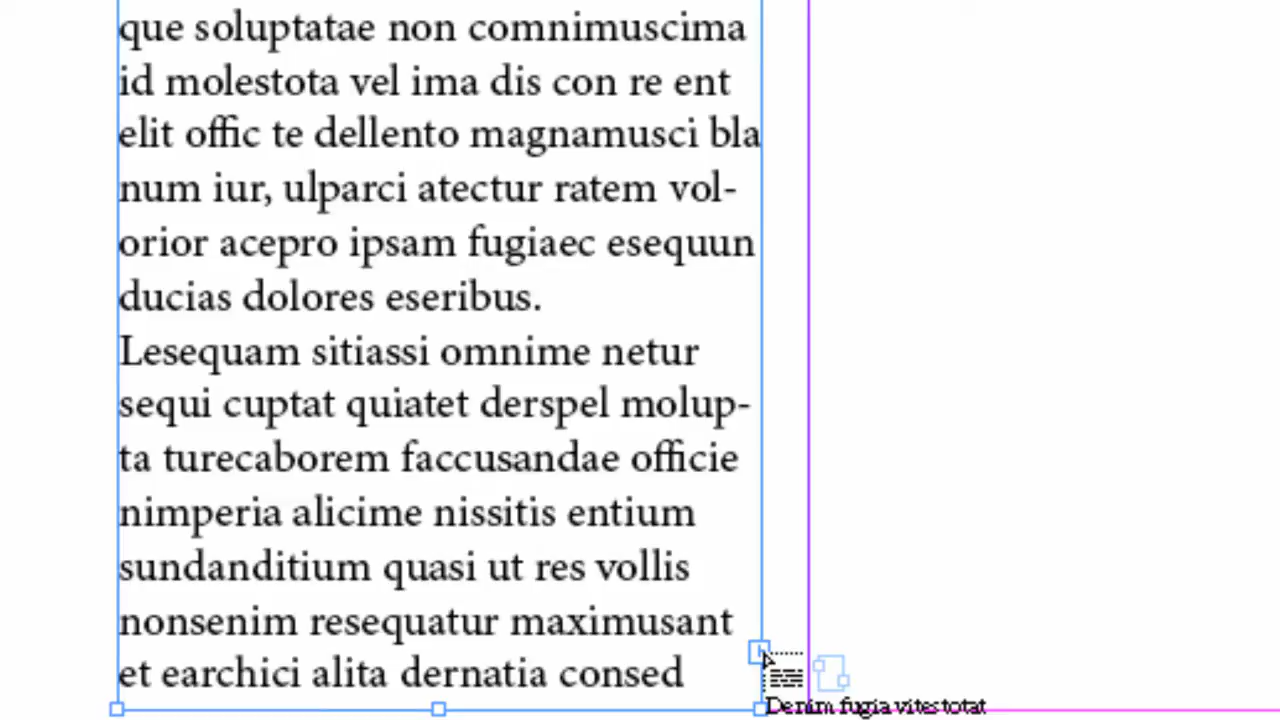 que soluptatae non comnimuscima
id molestota vel ima dis con re ent
elit offic te dellento magnamusci bla
num iur, ulparci atectur ratem vol-
orior acepro ipsam fugiaec esequun
ducias dolores eseribus.
Lesequam sitiassi omnime netur
sequi cuptat quiatet derspel molup-
ta turecaborem faccusandae officie
nimperia alicime nissitis entium
sundanditium quasi ut res vollis
nonsenim resequatur maximusant
et earchici alita dernatia consed
Denim fugia vites totat